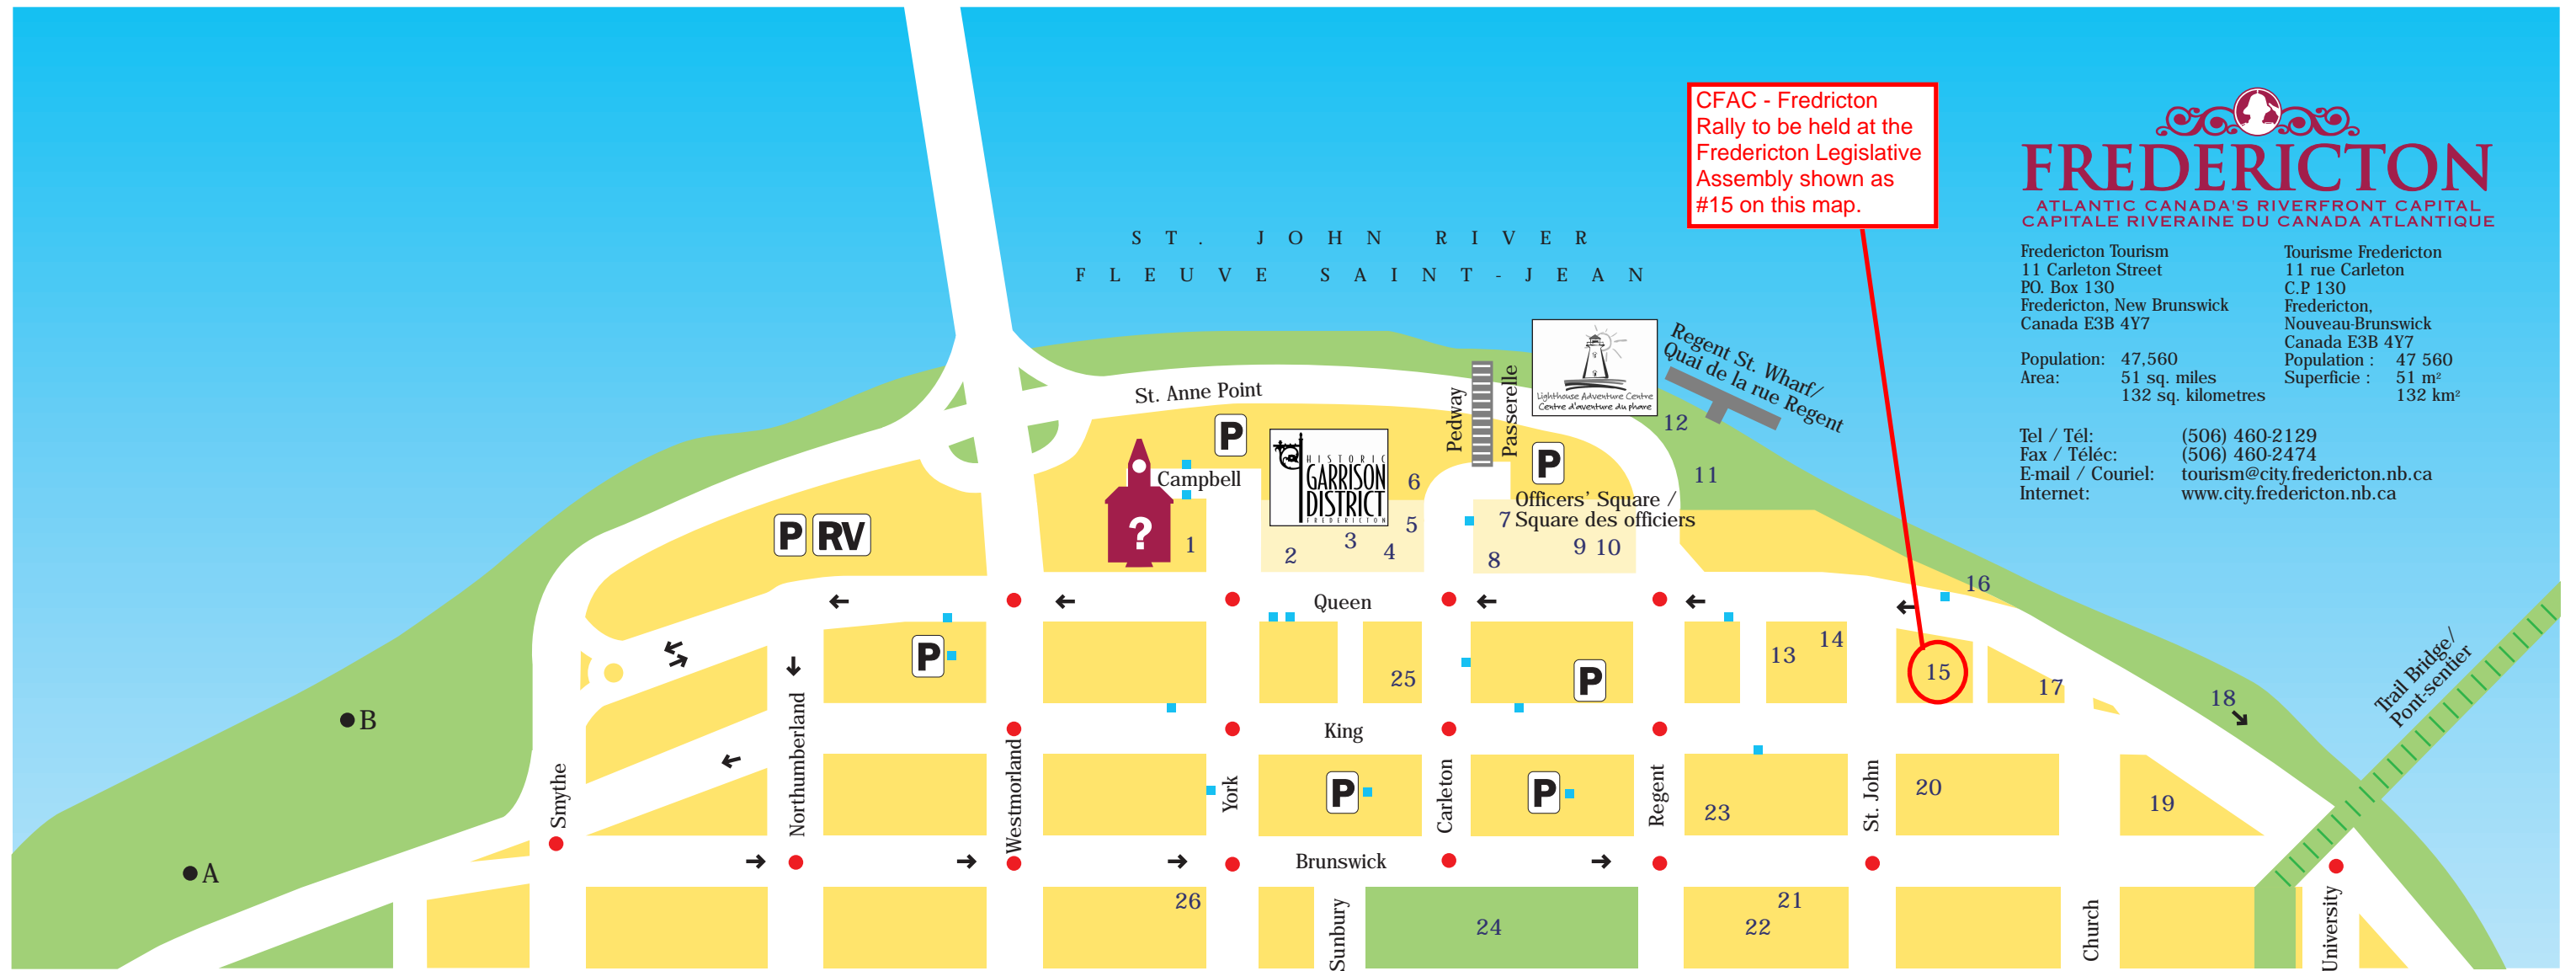 CFAC - Fredricton
Rally to be held at the
Fredericton Legislative
Assembly shown as
#15 on this map.
FREDERICTON
ATLANTIC CANADA'S RIVERFRONT CAPITAL
CAPITALE RIVERAINE DU CANADA ATLANTIQUE
Fredericton Tourism
11 Carleton Street
PO. Box 130
Fredericton, New Brunswick
Canada E3B 4Y7
Population: 47,560
Area: 51 sq. miles
132 sq. kilometres
Tourisme Fredericton
11 rue Carleton
C.P 130
Fredericton,
Nouveau-Brunswick
Canada E3B 4Y7
Population : 47 560
Superficie : 51 m²
132 km²
Tel / Tél: (506) 460-2129
Fax / Téléc: (506) 460-2474
E-mail / Couriel: tourism@city.fredericton.nb.ca
Internet: www.city.fredericton.nb.ca
ST. JOHN RIVER
FLEUVE SAINT-JEAN
Regent St. Wharf/
Quai de la rue Regent
Lighthouse Adventure Centre
Centre d'aventure du phare
St. Anne Point
Pedway
Passerelle
12
P
P
HISTORIC
GARRISON
DISTRICT
FREDERICTON
Campbell
6
11
Officers' Square /
Square des officiers
7
5
P RV
?
1
2
3
4
8
9
10
16
Queen
P
25
P
13
14
15
17
18
Trail Bridge/
Pont-sentier
B
King
Smythe
Northumberland
Westmorland
York
P
Carleton
P
Regent
23
St. John
20
19
A
Brunswick
26
Sunbury
24
21
22
Church
University